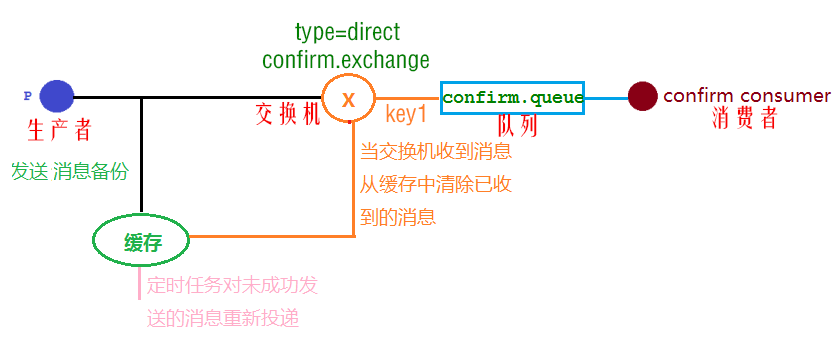 type=direct
confirm.exchange
P
X
confirm.queue
confirm consumer
生产者
交换机
key1
队列
消费者
发送 消息备份
当交换机收到消息
从缓存中清除已收
到的消息
缓存
定时任务对未成功发
送的消息重新投递